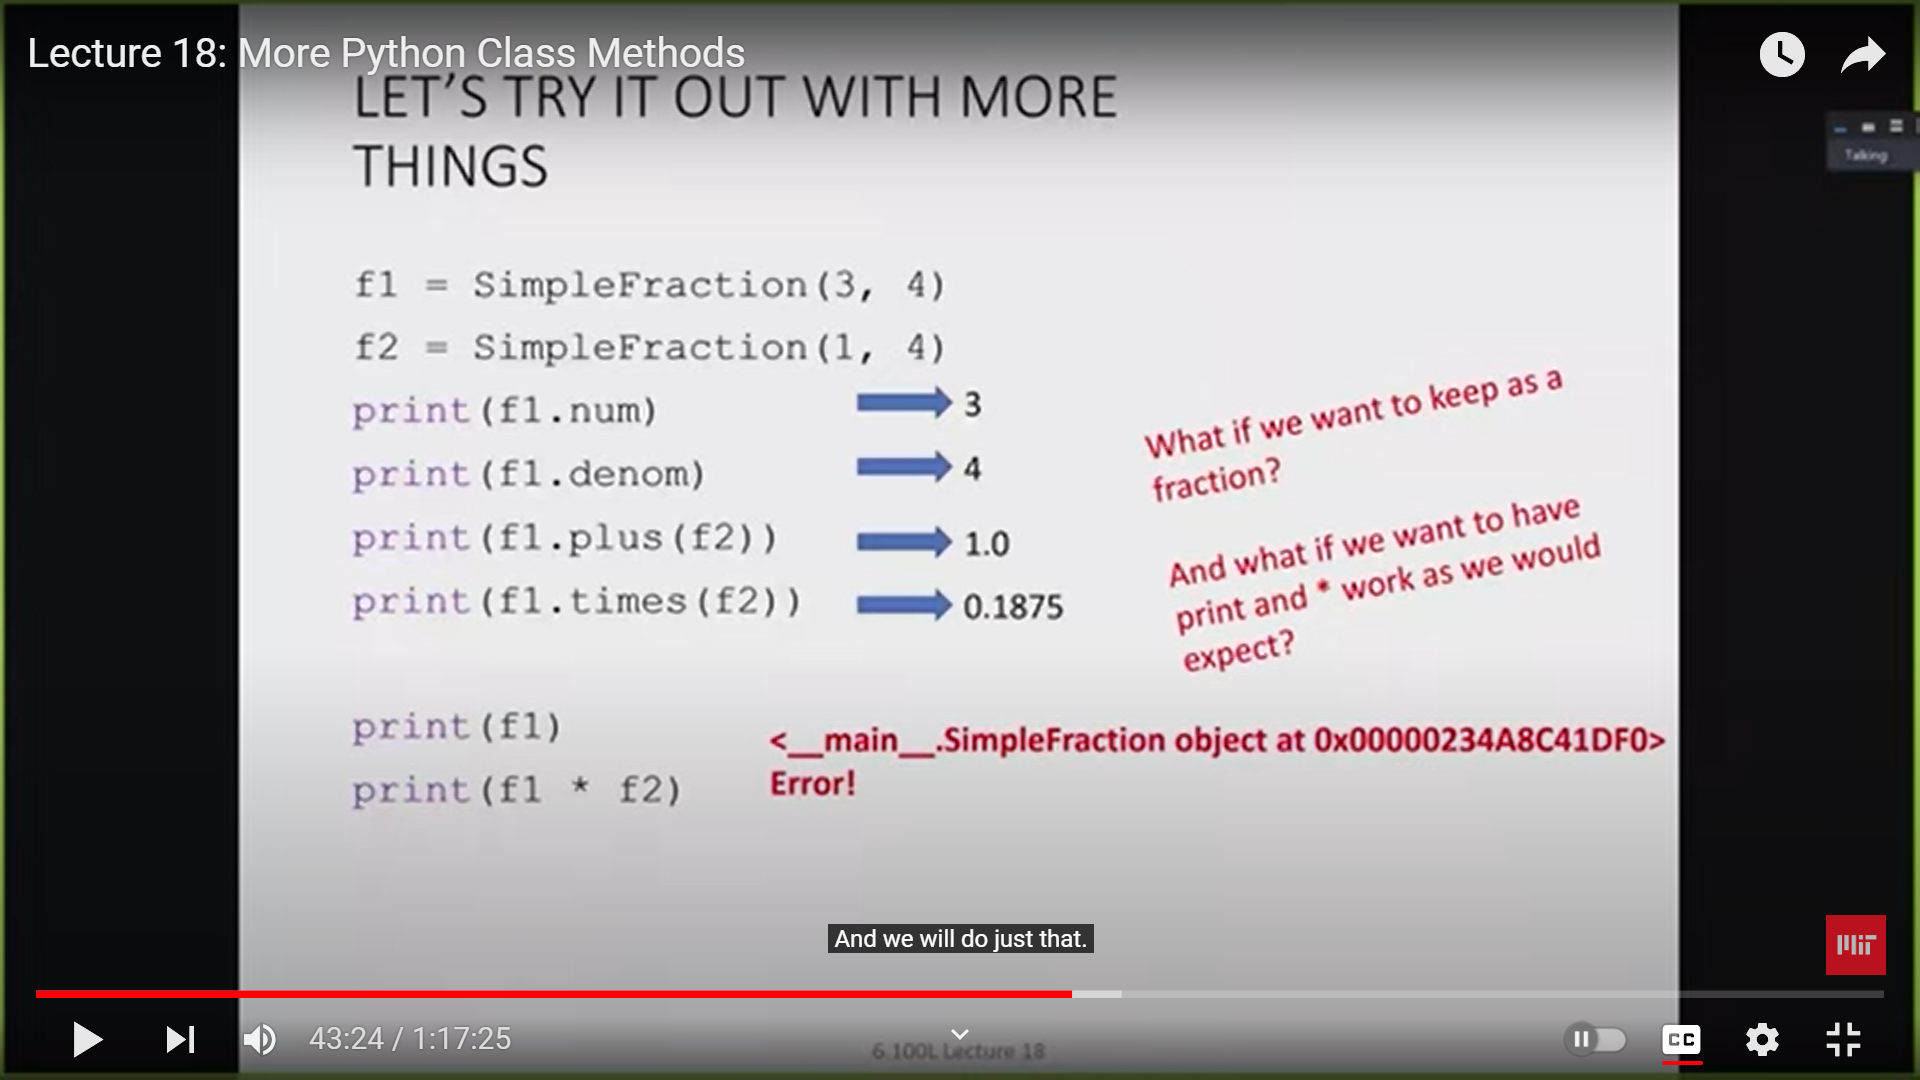 Lecture 18: More Python Class Methods
LET'S TRY IT OUT WITH MORE
THINGS
Talking
f1 = SimpleFraction(3, 4)
f2 = SimpleFraction(1, 4)
print(f1.num) 3
print(f1.denom) 4
print(f1.plus(f2)) 1.0
print(f1.times(f2)) 0.1875
What if we want to keep as a
fraction?
And what if we want to have
print and * work as we would
expect?
print(f1) <__main__.SimpleFraction object at 0x00000234A8C41DF0>
print(f1 * f2) Error!
And we will do just that.
MIT
43:24 / 1:17:25
CC
6.100L Lecture 18